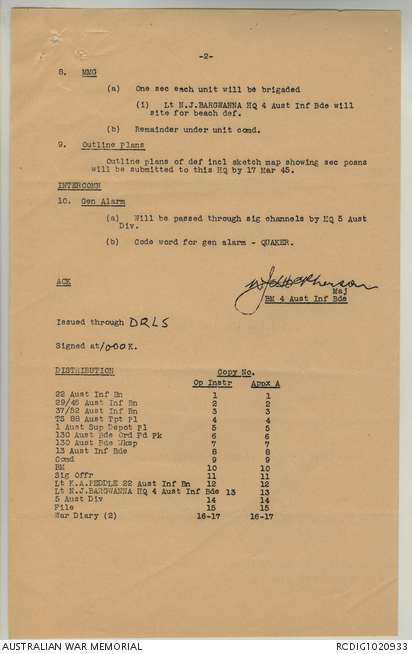 -2-
8. MMG
(a) One sec each unit will be brigaded
(i) Lt N.J.BARGWANNA HQ 4 Aust Inf Bde will
site for beach def.
(b) Remainder under unit comd.
9. Outline Plans
Outline plans of def incl sketch map showing sec posns
will be submitted to this HQ by 17 Mar 45.
INTERCOMM
10. Gen Alarm
(a) Will be passed through sig channels by HQ 5 Aust
Div.
(b) Code word for gen alarm - QUAKER.
ACK
Maj
BM 4 Aust Inf Bde
Issued through DRLS
Signed at 1000K.
DISTRIBUTION Copy No.
Op Instr Appx A
22 Aust Inf Bn 1 1
29/46 Aust Inf Bn 2 2
37/52 Aust Inf Bn 3 3
TS 88 Aust Tpt Pl 4 4
1 Aust Sup Depot Pl 5 5
130 Aust Bde Ord Fd Pk 6 6
130 Aust Bde Wksp 7 7
13 Aust Inf Bde 8 8
Comd 9 9
BM 10 10
Sig Offr 11 11
Lt K.A.PEDDLE 22 Aust Inf Bn 12 12
Lt N.J.BARGWANNA HQ 4 Aust Inf Bde 13 13
5 Aust Div 14 14
File 15 15
War Diary (2) 16-17 16-17
AUSTRALIAN WAR MEMORIAL RCDIG1020933